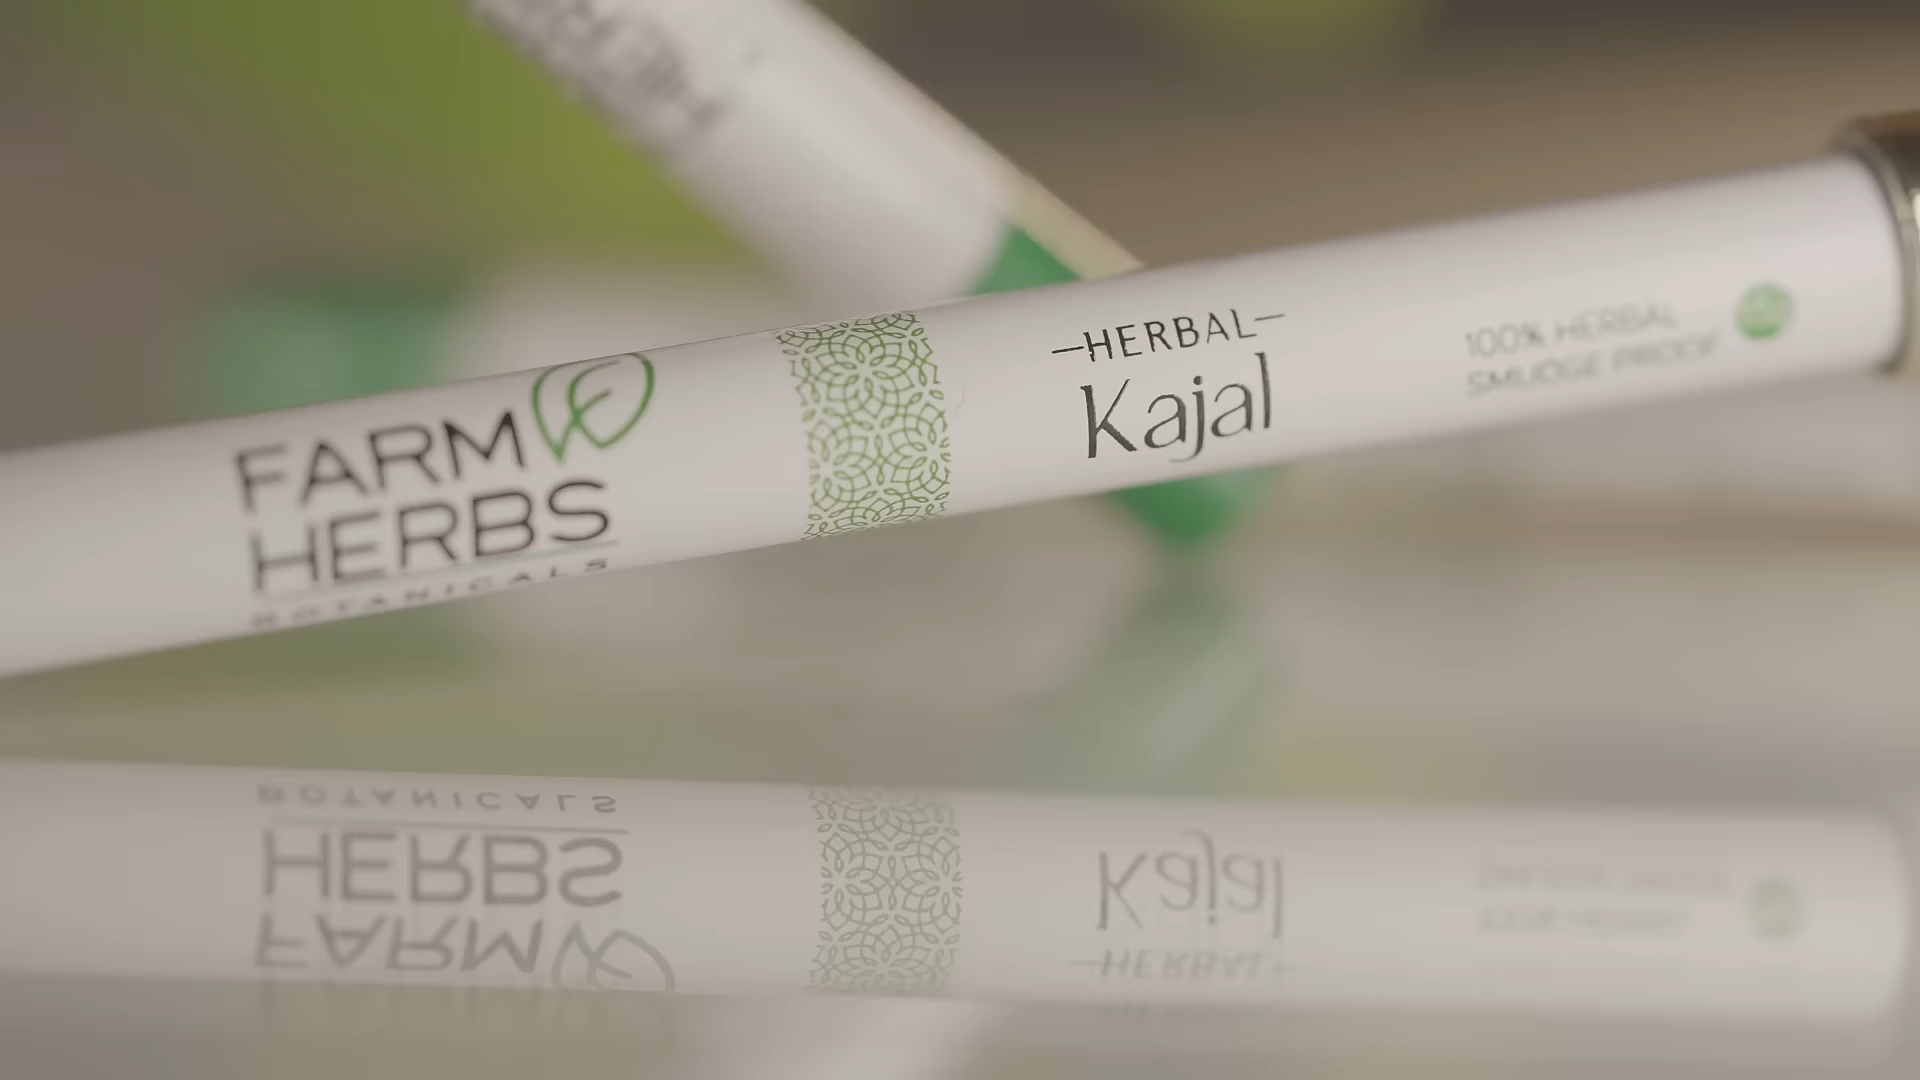 FARM
HERBS
BOTANICALS
—HERBAL—
Kajal
100% HERBAL
SMUDGE PROOF